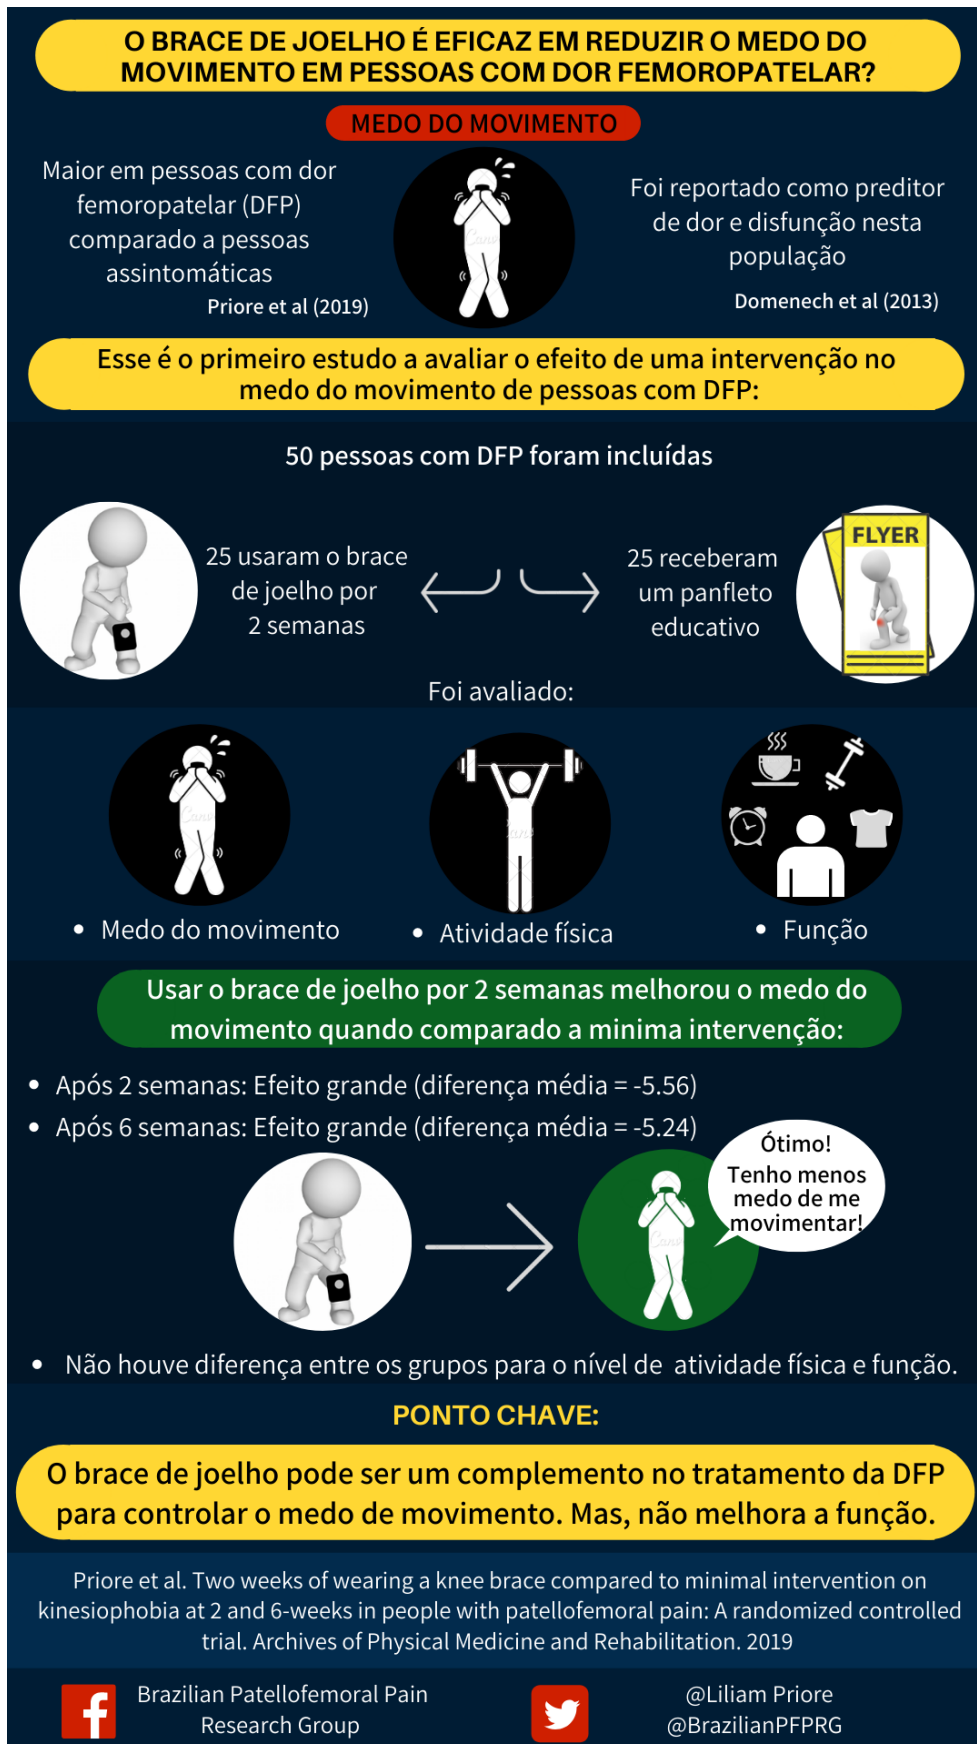 O BRACE DE JOELHO É EFICAZ EM REDUZIR O MEDO DO
MOVIMENTO EM PESSOAS COM DOR FEMOROPATELAR?
MEDO DO MOVIMENTO
Maior em pessoas com dor
femoropatelar (DFP)
comparado a pessoas
assintomáticas
Priore et al (2019)
Foi reportado como preditor
de dor e disfunção nesta
população
Domenech et al (2013)
Esse é o primeiro estudo a avaliar o efeito de uma intervenção no
medo do movimento de pessoas com DFP:
50 pessoas com DFP foram incluídas
25 usaram o brace
de joelho por
2 semanas
25 receberam
um panfleto
educativo
FLYER
Foi avaliado:
• Medo do movimento
• Atividade física
• Função
Usar o brace de joelho por 2 semanas melhorou o medo do
movimento quando comparado a minima intervenção:
• Após 2 semanas: Efeito grande (diferença média = -5.56)
• Após 6 semanas: Efeito grande (diferença média = -5.24)
Ótimo!
Tenho menos
medo de me
movimentar!
• Não houve diferença entre os grupos para o nível de atividade física e função.
PONTO CHAVE:
O brace de joelho pode ser um complemento no tratamento da DFP
para controlar o medo de movimento. Mas, não melhora a função.
Priore et al. Two weeks of wearing a knee brace compared to minimal intervention on
kinesiophobia at 2 and 6-weeks in people with patellofemoral pain: A randomized controlled
trial. Archives of Physical Medicine and Rehabilitation. 2019
Brazilian Patellofemoral Pain
Research Group
@Liliam Priore
@BrazilianPFPRG